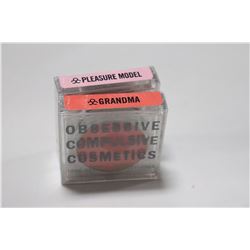 PLEASURE MODEL
GRANDMA
OBSESSIVE
COMPULSIVE
COSMETICS